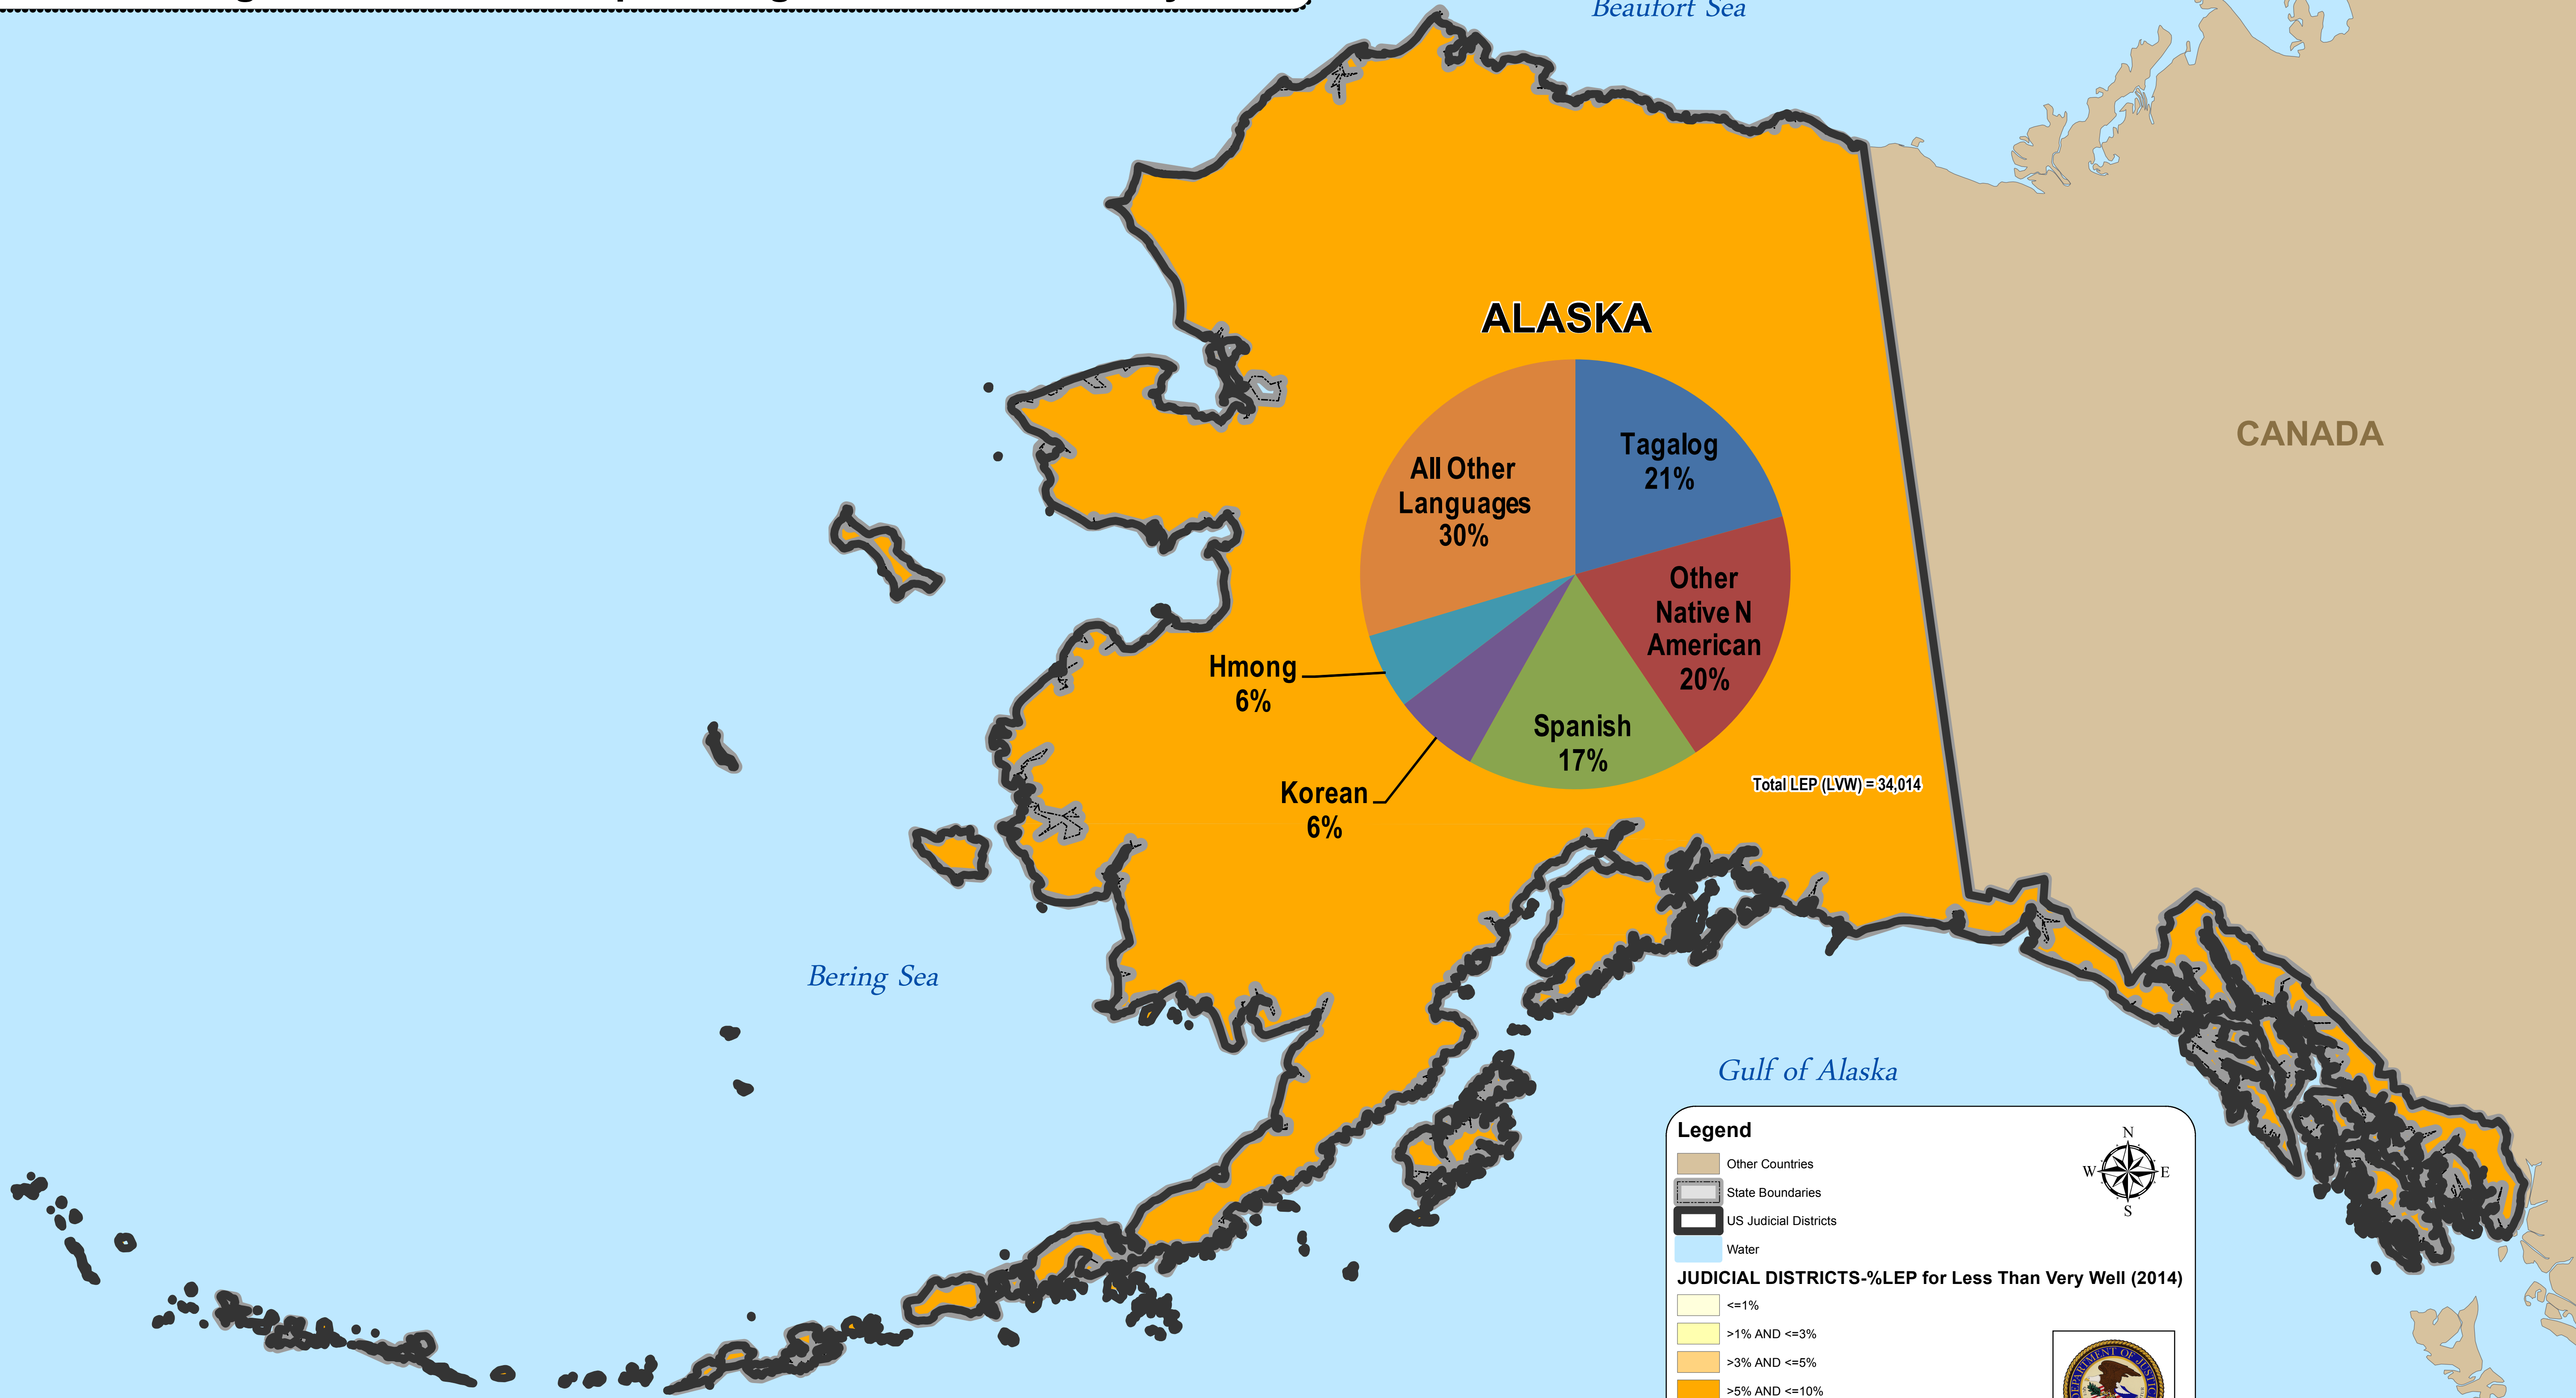 Beaufort Sea
ALASKA
CANADA
Tagalog
21%
All Other
Languages
30%
Other
Native N
American
20%
Hmong
6%
Spanish
17%
Korean
6%
Total LEP (LVW) = 34,014
Bering Sea
Gulf of Alaska
Legend
Other Countries
State Boundaries
US Judicial Districts
Water
N
W
E
S
JUDICIAL DISTRICTS-%LEP for Less Than Very Well (2014)
<=1%
>1% AND <=3%
>3% AND <=5%
>5% AND <=10%
DEPARTMENT OF JUSTICE